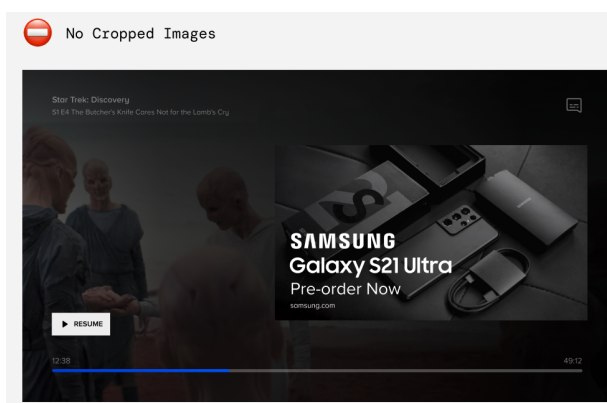 No Cropped Images
Star Trek: Discovery
S1 E4 The Butcher's Knife Cares Not for the Lamb's Cry
S21
SAMSUNG
Galaxy S21 Ultra
Pre-order Now
samsung.com
RESUME
12:38
49:12